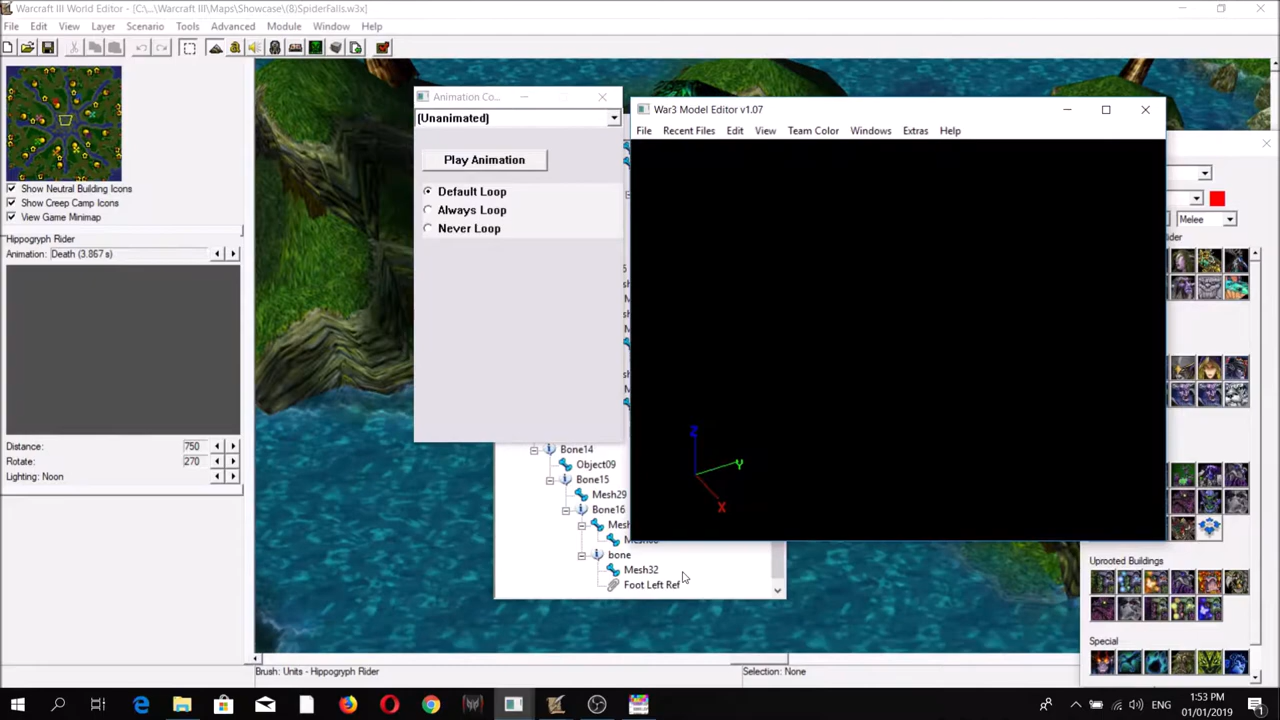 Warcraft III World Editor - [C:\...\Warcraft III\Maps\Showcase\(8)SpiderFalls.w3x]
File Edit View Layer Scenario Tools Advanced Module Window Help
Show Neutral Building Icons
Show Creep Camp Icons
View Game Minimap
Hippogryph Rider
Animation: Death (3.867 s)
Distance: 750
Rotate: 270
Lighting: Noon
Animation Co...
(Unanimated)
Play Animation
Default Loop
Always Loop
Never Loop
War3 Model Editor v1.07
File Recent Files Edit View Team Color Windows Extras Help
Z
Y
X
Bone14
Object09
Bone15
Mesh29
Bone16
Mesh
bone
Mesh32
Foot Left Ref
Melee
Uprooted Buildings
Special
Brush: Units - Hippogryph Rider
Selection: None
ENG
1:53 PM
01/01/2019